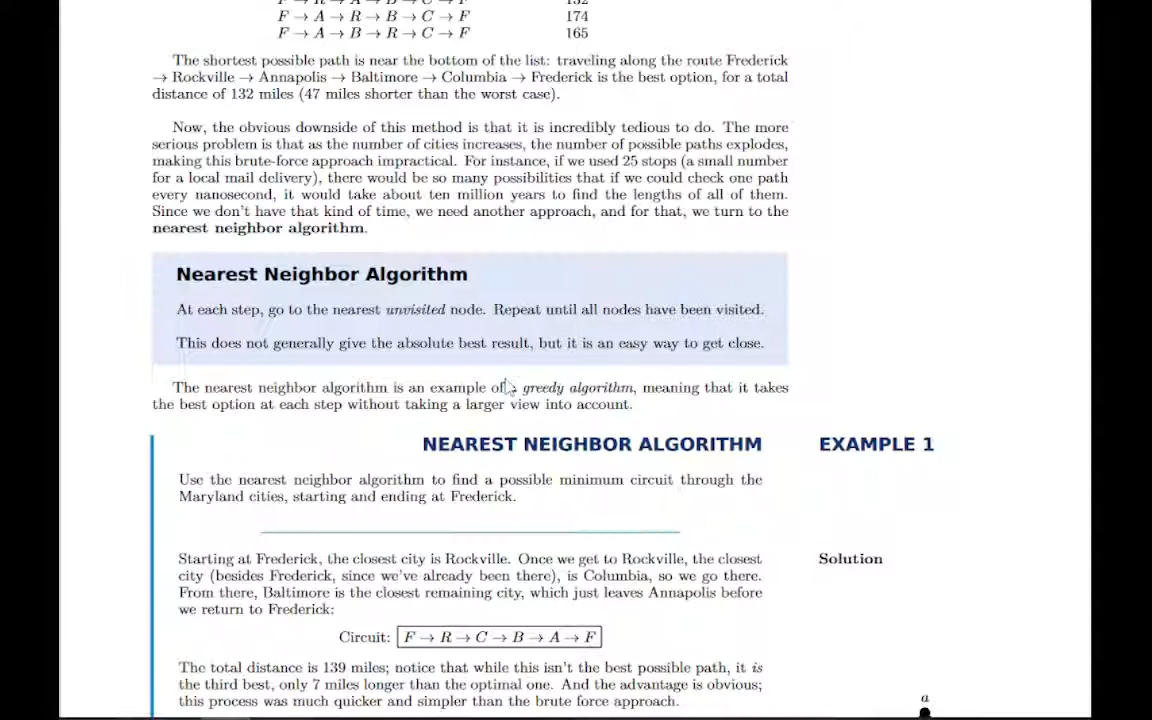 F → R → A → B → C → F 132
F → A → R → B → C → F 174
F → A → B → R → C → F 165
The shortest possible path is near the bottom of the list: traveling along the route Frederick
→ Rockville → Annapolis → Baltimore → Columbia → Frederick is the best option, for a total
distance of 132 miles (47 miles shorter than the worst case).
Now, the obvious downside of this method is that it is incredibly tedious to do. The more
serious problem is that as the number of cities increases, the number of possible paths explodes,
making this brute-force approach impractical. For instance, if we used 25 stops (a small number
for a local mail delivery), there would be so many possibilities that if we could check one path
every nanosecond, it would take about ten million years to find the lengths of all of them.
Since we don't have that kind of time, we need another approach, and for that, we turn to the
nearest neighbor algorithm.
Nearest Neighbor Algorithm
At each step, go to the nearest unvisited node. Repeat until all nodes have been visited.
This does not generally give the absolute best result, but it is an easy way to get close.
The nearest neighbor algorithm is an example of greedy algorithm, meaning that it takes
the best option at each step without taking a larger view into account.
NEAREST NEIGHBOR ALGORITHM EXAMPLE 1
Use the nearest neighbor algorithm to find a possible minimum circuit through the
Maryland cities, starting and ending at Frederick.
Starting at Frederick, the closest city is Rockville. Once we get to Rockville, the closest Solution
city (besides Frederick, since we've already been there), is Columbia, so we go there.
From there, Baltimore is the closest remaining city, which just leaves Annapolis before
we return to Frederick:
Circuit: F → R → C → B → A → F
The total distance is 139 miles; notice that while this isn't the best possible path, it is
the third best, only 7 miles longer than the optimal one. And the advantage is obvious;
this process was much quicker and simpler than the brute force approach.
a